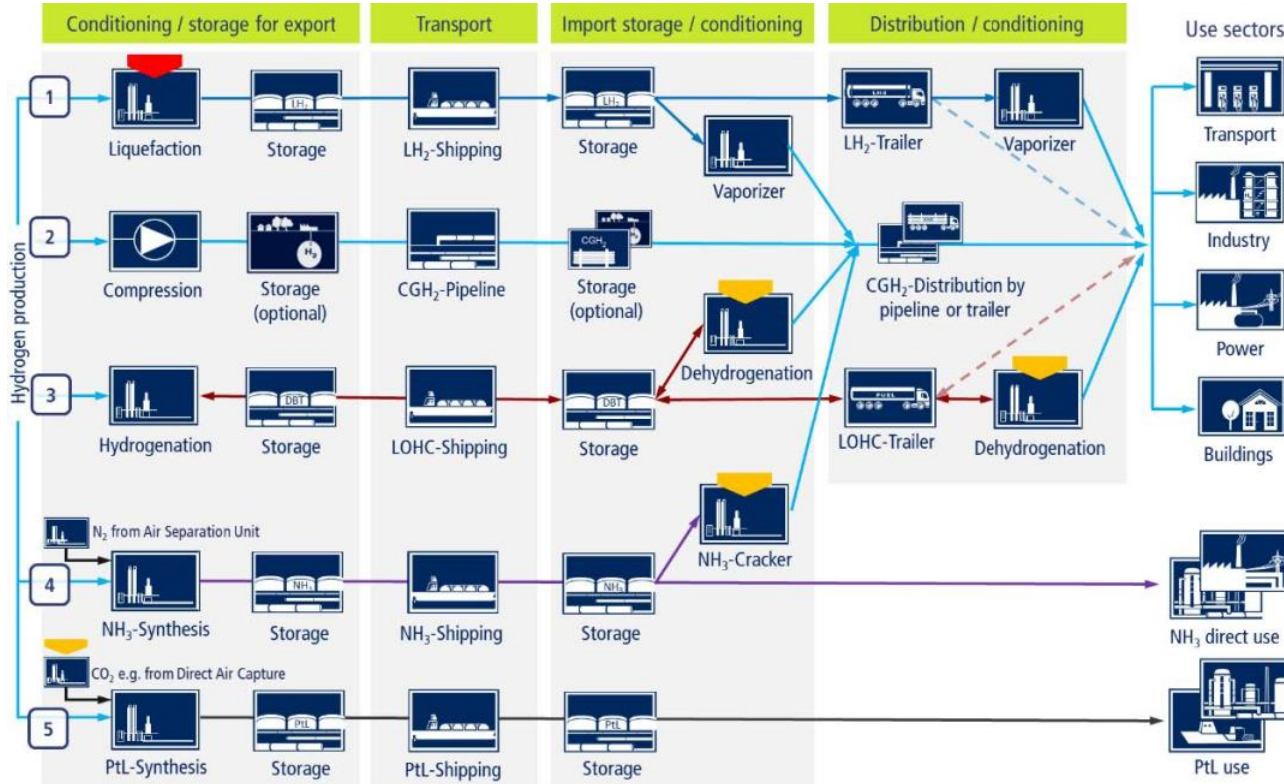 Conditioning / storage for export
Transport
Import storage / conditioning
Distribution / conditioning
Use sectors
Hydrogen production
1
Liquefaction
LH₂
Storage
LH₂-Shipping
LH₂
Storage
Vaporizer
LH₂-Trailer
Vaporizer
Transport
2
Compression
H₂
Storage
(optional)
CGH₂-Pipeline
CGH₂
Storage
(optional)
CGH₂-Distribution by
pipeline or trailer
Industry
Power
3
Hydrogenation
DBT
Storage
LOHC-Shipping
DBT
Storage
Dehydrogenation
FUEL
LOHC-Trailer
Dehydrogenation
Buildings
N₂ from Air Separation Unit
4
NH₃-Synthesis
NH₃
Storage
NH₃-Shipping
NH₃
Storage
NH₃-Cracker
NH₃ direct use
CO₂ e.g. from Direct Air Capture
5
PtL-Synthesis
PtL
Storage
PtL-Shipping
PtL
Storage
PtL use